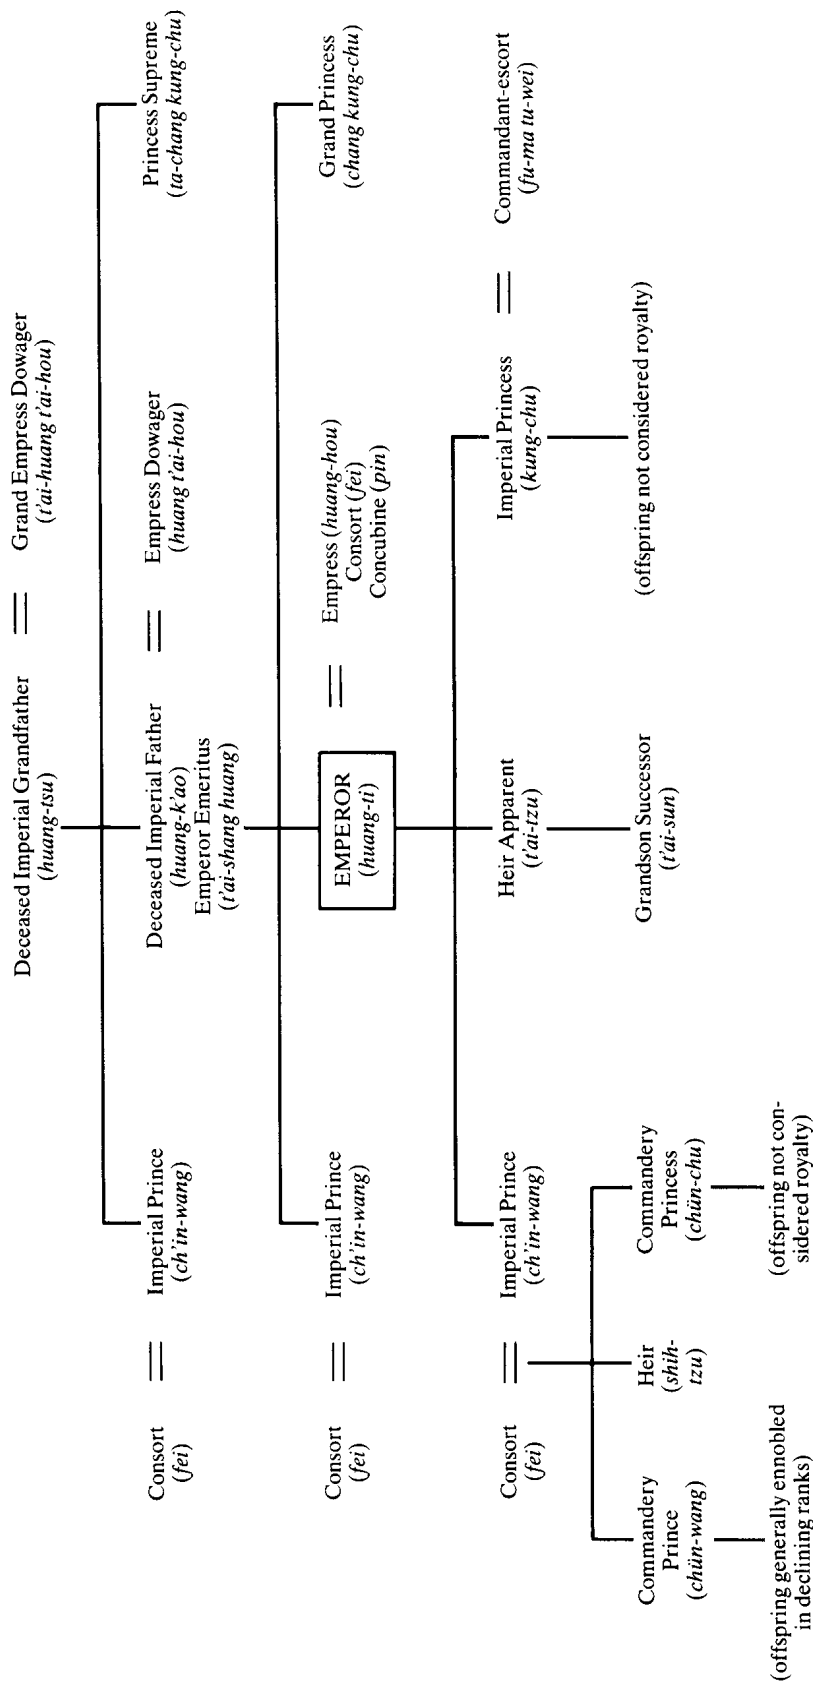 Deceased Imperial Grandfather
(huang-tsu)
Grand Empress Dowager
(t'ai-huang t'ai-hou)
Consort
(fei)
Imperial Prince
(ch'in-wang)
Deceased Imperial Father
(huang-k'ao)
Emperor Emeritus
(t'ai-shang huang)
Empress Dowager
(huang t'ai-hou)
Princess Supreme
(ta-chang kung-chu)
Consort
(fei)
Imperial Prince
(ch'in-wang)
EMPEROR
(huang-ti)
Empress (huang-hou)
Consort (fei)
Concubine (pin)
Grand Princess
(chang kung-chu)
Consort
(fei)
Imperial Prince
(ch'in-wang)
Heir Apparent
(t'ai-tzu)
Imperial Princess
(kung-chu)
Commandant-escort
(fu-ma tu-wei)
Commandery
Prince
(chün-wang)
Heir
(shih-
tzu)
Commandery
Princess
(chün-chu)
Grandson Successor
(t'ai-sun)
(offspring not considered royalty)
(offspring generally ennobled
in declining ranks)
(offspring not con-
sidered royalty)